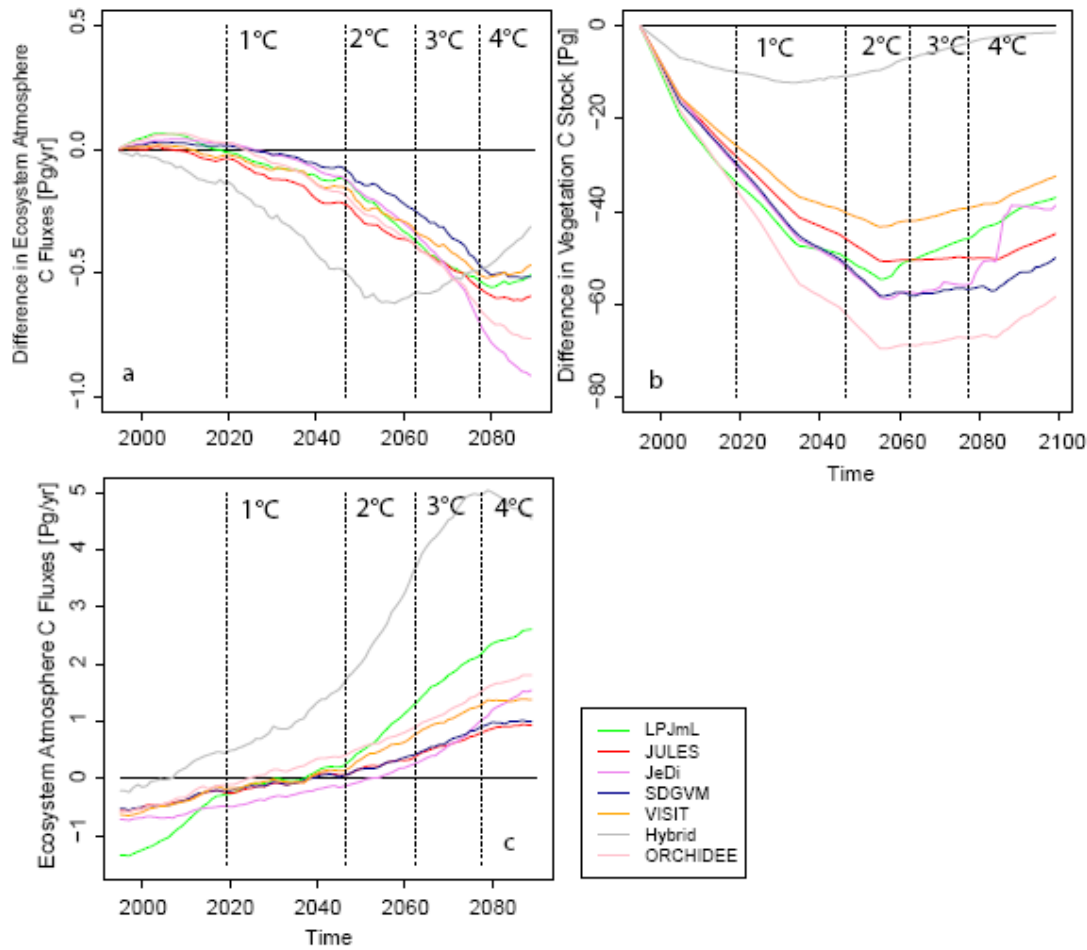 Difference in Ecosystem Atmosphere
C Fluxes [Pg/yr]
0.5
0.0
−0.5
−1.0
1°C
2°C
3°C
4°C
a
2000
2020
2040
2060
2080
Difference in Vegetation C Stock [Pg]
0
−20
−40
−60
−80
1°C
2°C
3°C
4°C
b
2000
2020
2040
2060
2080
2100
Time
Ecosystem Atmosphere C Fluxes [Pg/yr]
5
4
3
2
1
0
−1
1°C
2°C
3°C
4°C
c
2000
2020
2040
2060
2080
Time
LPJmL
JULES
JeDi
SDGVM
VISIT
Hybrid
ORCHIDEE